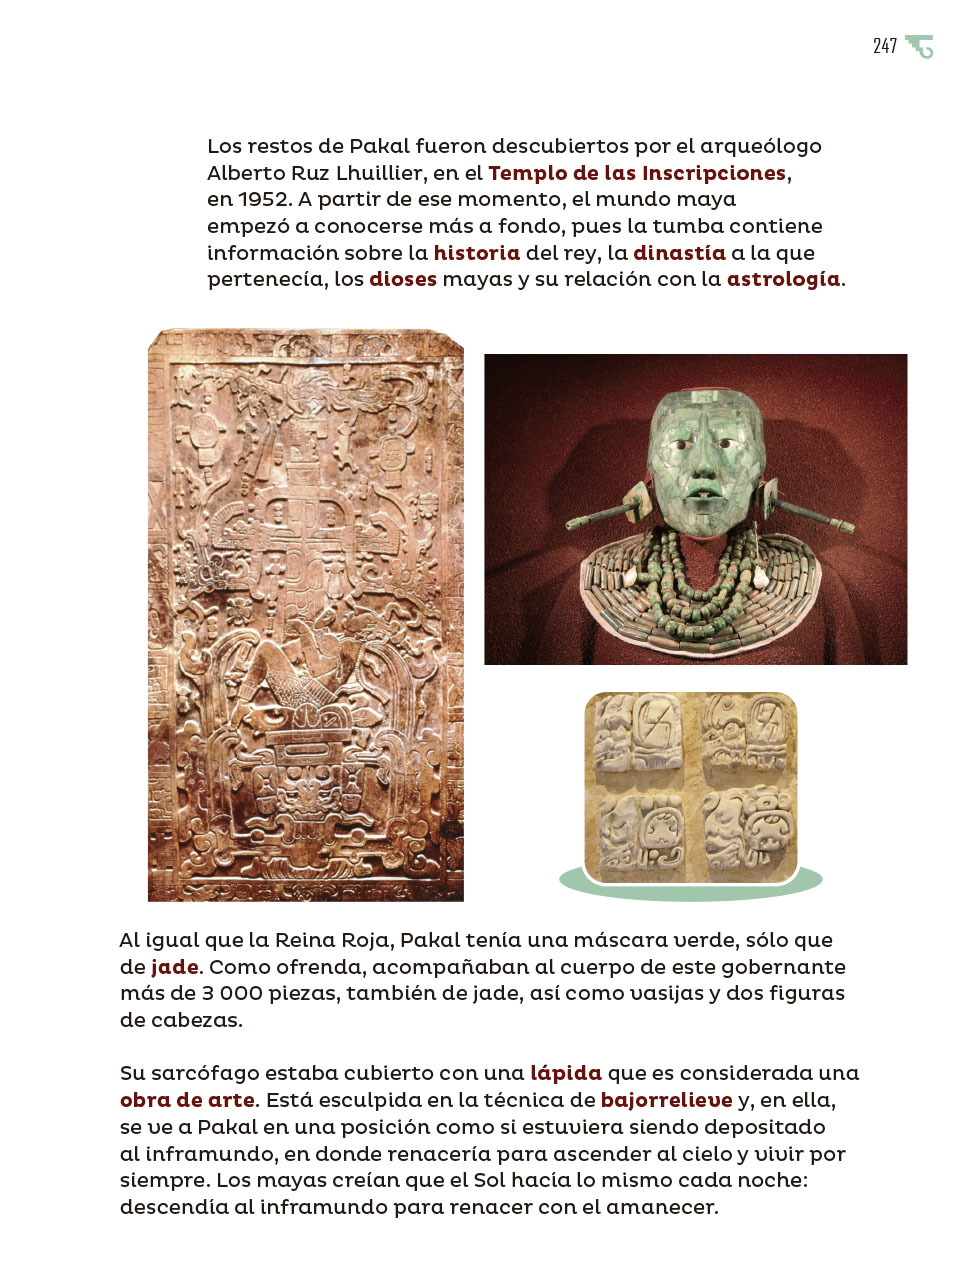 247
Los restos de Pakal fueron descubiertos por el arqueólogo
Alberto Ruz Lhuillier, en el Templo de las Inscripciones,
en 1952. A partir de ese momento, el mundo maya
empezó a conocerse más a fondo, pues la tumba contiene
información sobre la historia del rey, la dinastía a la que
pertenecía, los dioses mayas y su relación con la astrología.
Al igual que la Reina Roja, Pakal tenía una máscara verde, sólo que
de jade. Como ofrenda, acompañaban al cuerpo de este gobernante
más de 3 000 piezas, también de jade, así como vasijas y dos figuras
de cabezas.
Su sarcófago estaba cubierto con una lápida que es considerada una
obra de arte. Está esculpida en la técnica de bajorrelieve y, en ella,
se ve a Pakal en una posición como si estuviera siendo depositado
al inframundo, en donde renacería para ascender al cielo y vivir por
siempre. Los mayas creían que el Sol hacía lo mismo cada noche:
descendía al inframundo para renacer con el amanecer.